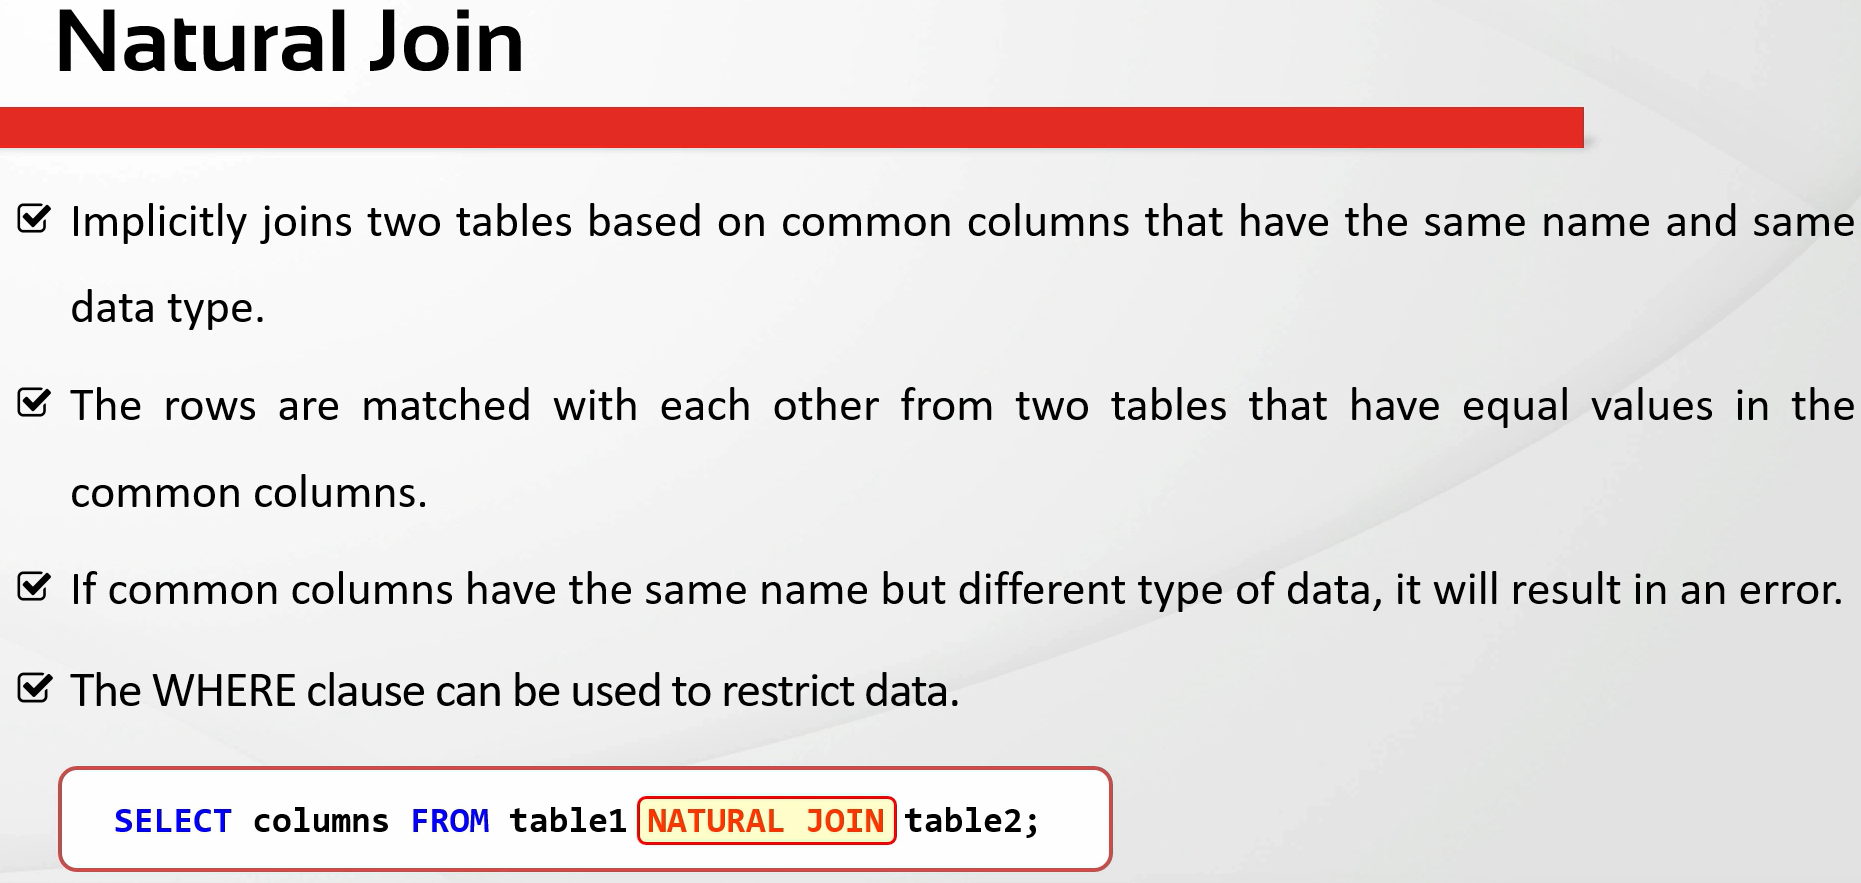 Natural Join
Implicitly joins two tables based on common columns that have the same name and same
data type.
The rows are matched with each other from two tables that have equal values in the
common columns.
If common columns have the same name but different type of data, it will result in an error.
The WHERE clause can be used to restrict data.
SELECT columns FROM table1 NATURAL JOIN table2;